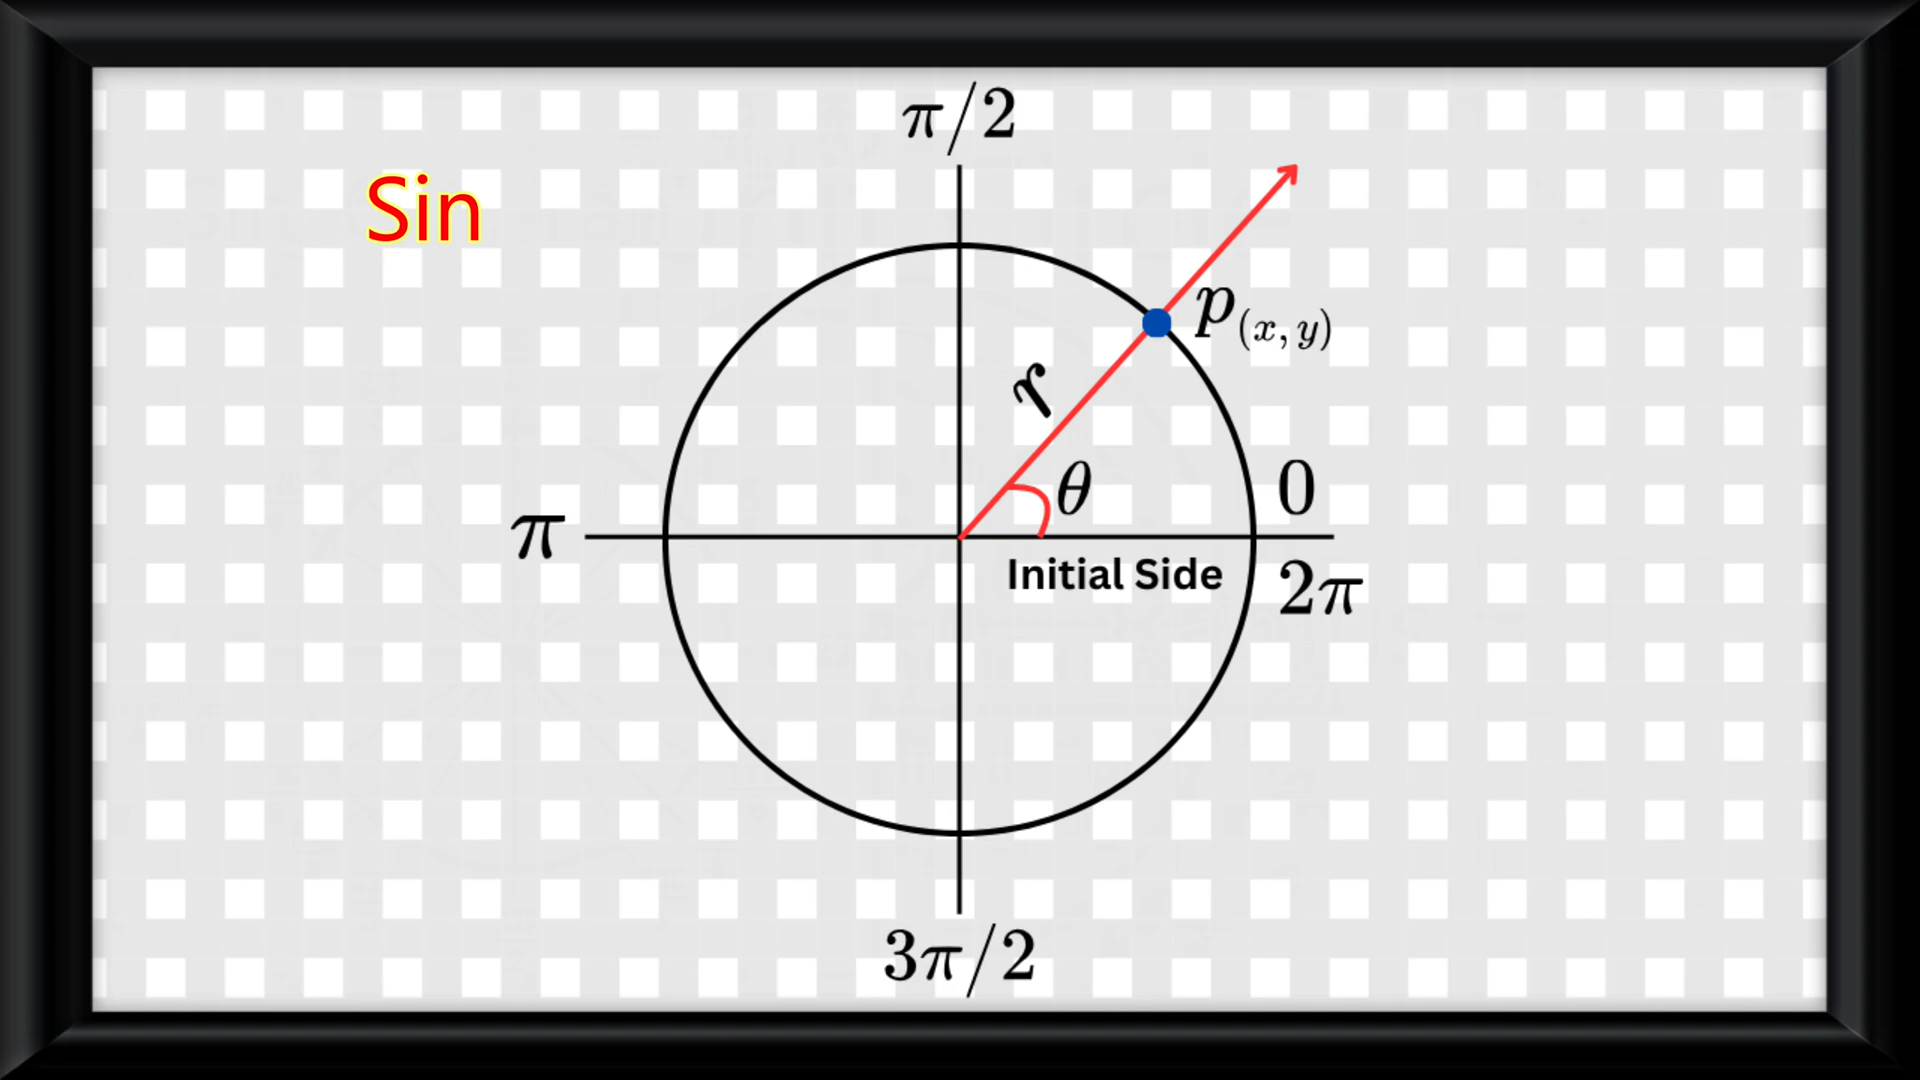 π/2
Sin
p(x, y)
r
θ
0
π
Initial Side
2π
3π/2